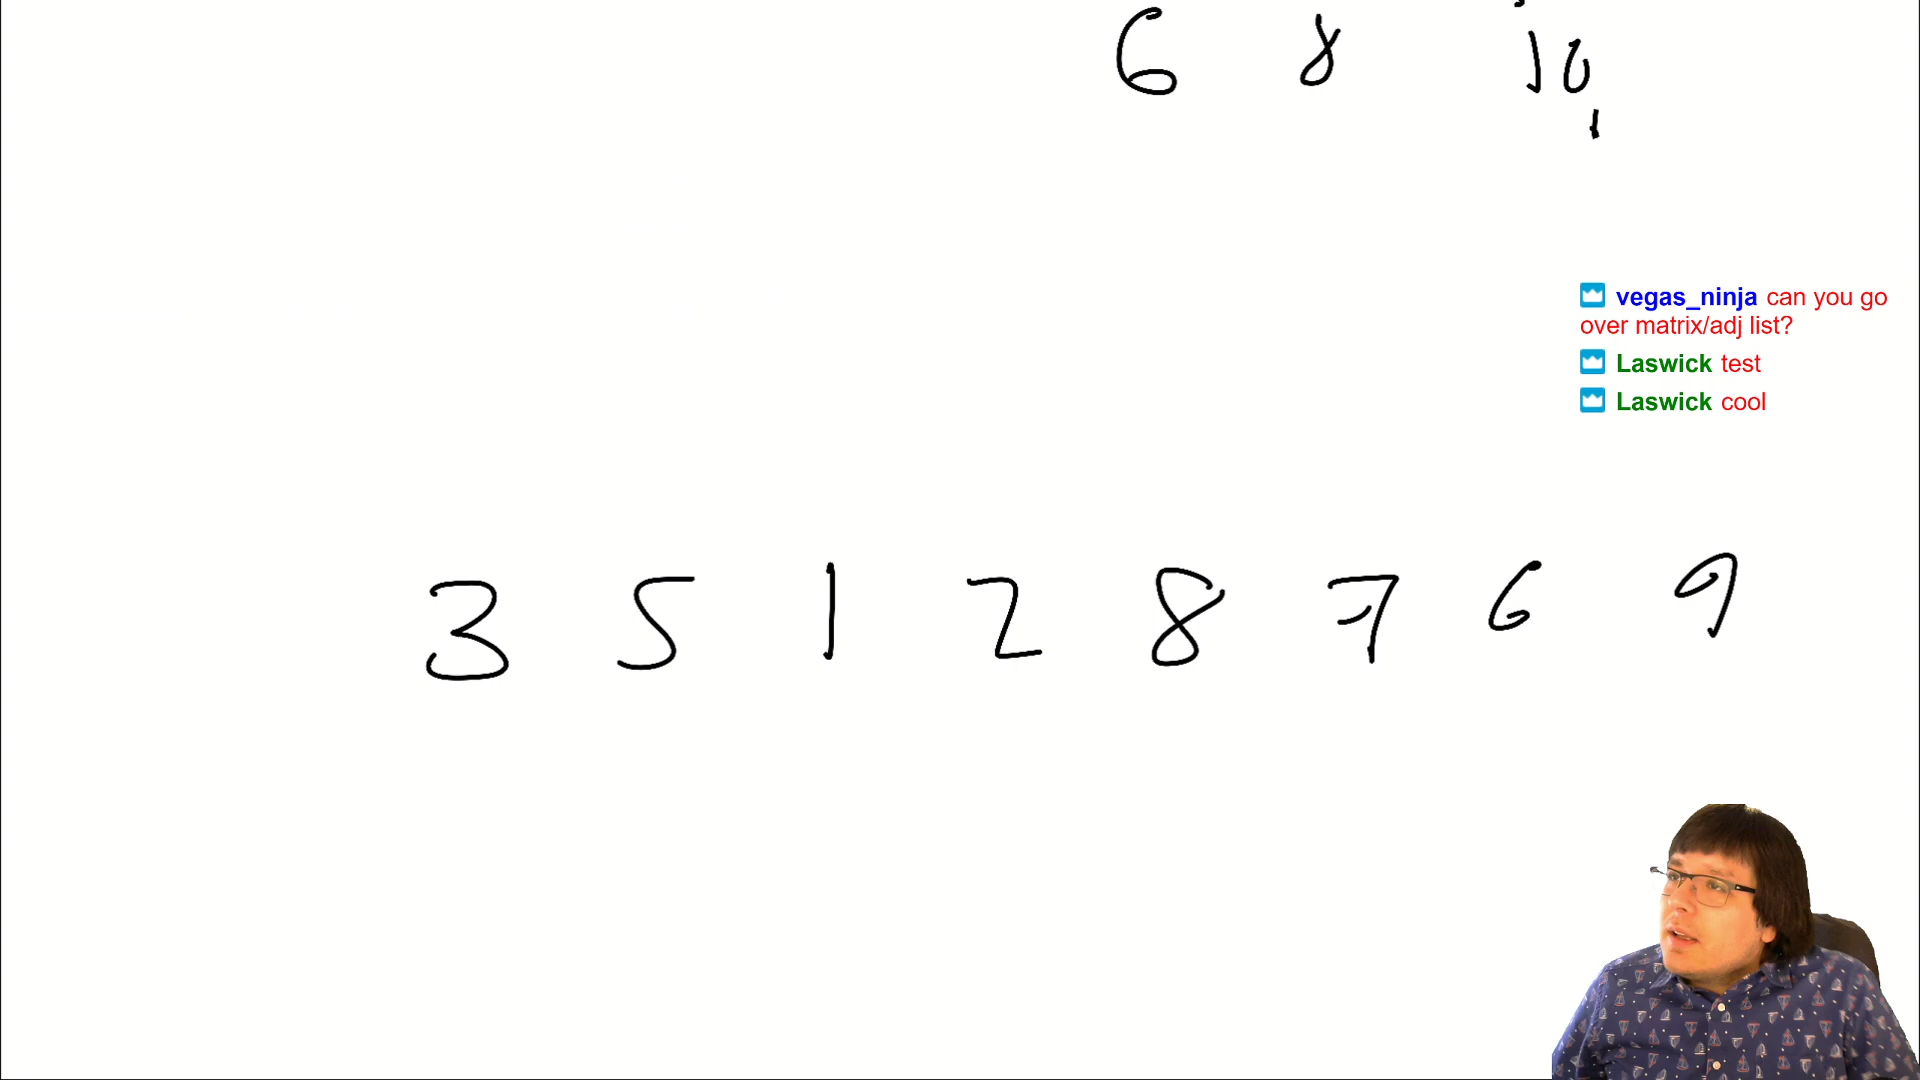 6 8 10
vegas_ninja can you go
over matrix/adj list?
Laswick test
Laswick cool
3 5 1 2 8 7 6 9